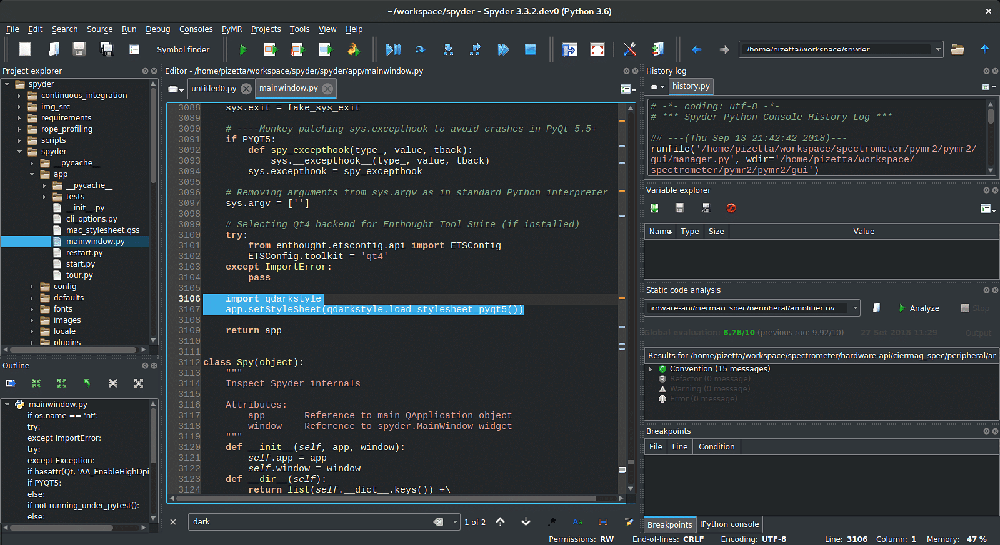 ~/workspace/spyder - Spyder 3.3.2.dev0 (Python 3.6)
File Edit Search Source Run Debug Consoles PyMR Projects Tools View Help
Symbol finder
/home/pizetta/workspace/spyder
Project explorer
spyder
continuous_integration
img_src
requirements
rope_profiling
scripts
spyder
__pycache__
app
__pycache__
tests
__init__.py
cli_options.py
mac_stylesheet.qss
mainwindow.py
restart.py
start.py
tour.py
config
defaults
fonts
images
locale
plugins
Outline
mainwindow.py
if os.name == 'nt':
try:
except ImportError:
try:
except Exception:
if hasattr(Qt, 'AA_EnableHighDpi
if PYQT5:
else:
if not running_under_pytest():
else:
Editor - /home/pizetta/workspace/spyder/spyder/app/mainwindow.py
untitled0.py mainwindow.py
3088 sys.exit = fake_sys_exit
3089
3090 # ----Monkey patching sys.excepthook to avoid crashes in PyQt 5.5+
3091 if PYQT5:
3092 def spy_excepthook(type_, value, tback):
3093 sys.__excepthook__(type_, value, tback)
3094 sys.excepthook = spy_excepthook
3095
3096 # Removing arguments from sys.argv as in standard Python interpreter
3097 sys.argv = ['']
3098
3099 # Selecting Qt4 backend for Enthought Tool Suite (if installed)
3100 try:
3101 from enthought.etsconfig.api import ETSConfig
3102 ETSConfig.toolkit = 'qt4'
3103 except ImportError:
3104 pass
3105
3106 import qdarkstyle
3107 app.setStyleSheet(qdarkstyle.load_stylesheet_pyqt5())
3108
3109 return app
3110
3111
3112 class Spy(object):
3113 """
3114 Inspect Spyder internals
3115
3116 Attributes:
3117 app Reference to main QApplication object
3118 window Reference to spyder.MainWindow widget
3119 """
3120 def __init__(self, app, window):
3121 self.app = app
3122 self.window = window
3123 def __dir__(self):
3124 return list(self.__dict__.keys()) +\
dark
1 of 2
.*
Aa
History log
history.py
# -*- coding: utf-8 -*-
# *** Spyder Python Console History Log ***
## ---(Thu Sep 13 21:42:42 2018)---
runfile('/home/pizetta/workspace/spectrometer/pymr2/pymr2/
gui/manager.py', wdir='/home/pizetta/workspace/
spectrometer/pymr2/pymr2/gui')
Variable explorer
Name Type Size Value
Static code analysis
ardware-api/ciermag_spec/peripheral/amplifier.py
Analyze Stop
Global evaluation: 8.76/10 (previous run: 9.92/10) 27 Set 2018 11:29 Output
Results for /home/pizetta/workspace/spectrometer/hardware-api/ciermag_spec/peripheral/ar
C Convention (15 messages)
R Refactor (0 message)
Warning (0 message)
Error (0 message)
Breakpoints
File Line Condition
Breakpoints IPython console
Permissions: RW End-of-lines: CRLF Encoding: UTF-8 Line: 3106 Column: 1 Memory: 47 %